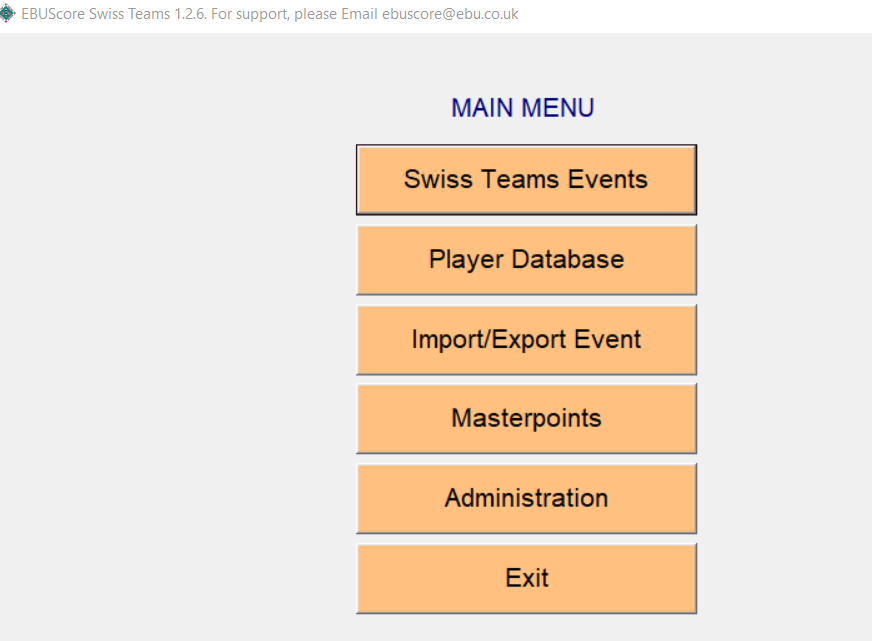 EBUScore Swiss Teams 1.2.6. For support, please Email ebuscore@ebu.co.uk
MAIN MENU
Swiss Teams Events
Player Database
Import/Export Event
Masterpoints
Administration
Exit